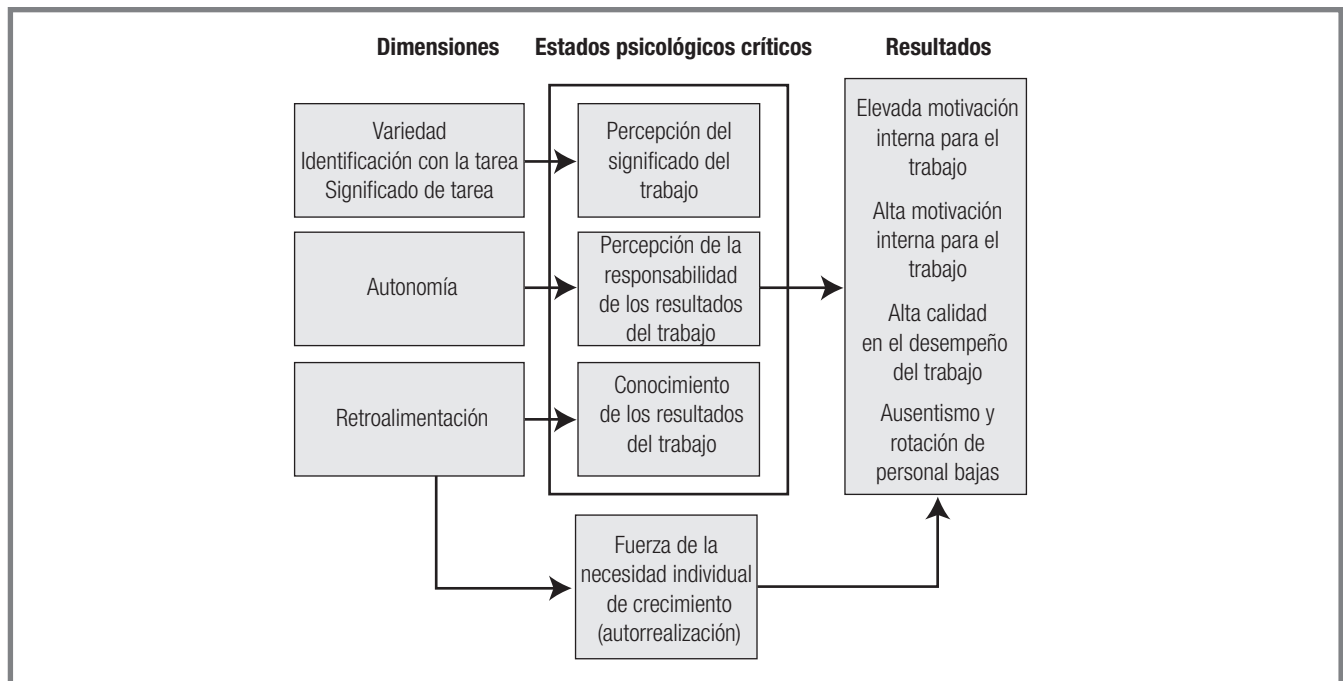 Dimensiones
Estados psicológicos críticos
Resultados
Variedad
Identificación con la tarea
Significado de tarea
Percepción del
significado del
trabajo
Autonomía
Percepción de la
responsabilidad
de los resultados
del trabajo
Retroalimentación
Conocimiento
de los resultados
del trabajo
Elevada motivación
interna para el
trabajo
Alta motivación
interna para el
trabajo
Alta calidad
en el desempeño
del trabajo
Ausentismo y
rotación de
personal bajas
Fuerza de la
necesidad individual
de crecimiento
(autorrealización)